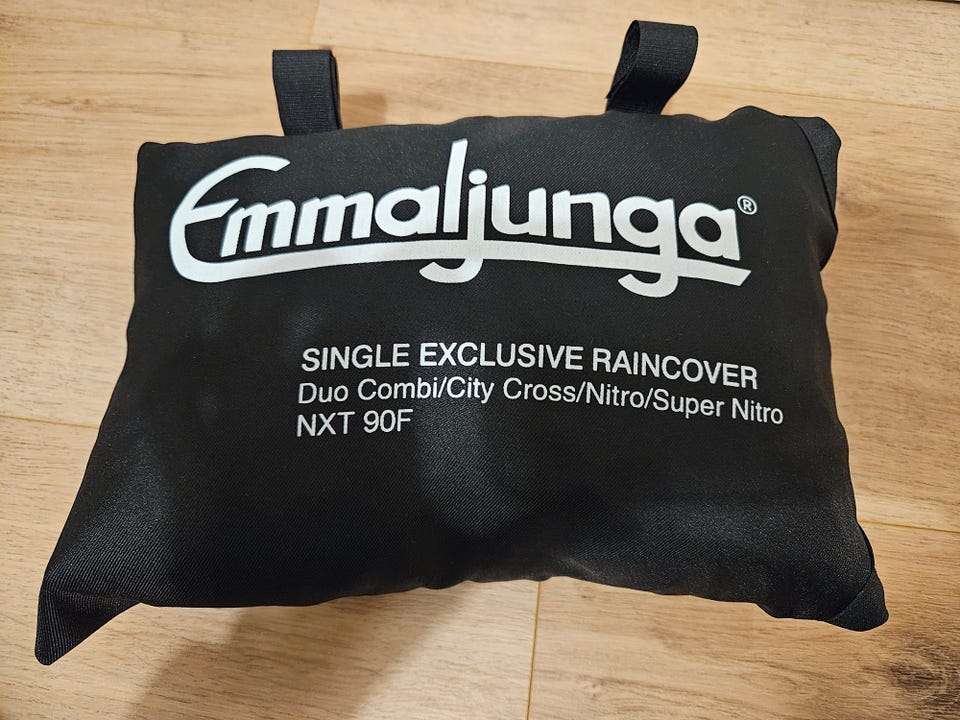 Emmaljunga®
SINGLE EXCLUSIVE RAINCOVER
Duo Combi/City Cross/Nitro/Super Nitro
NXT 90F